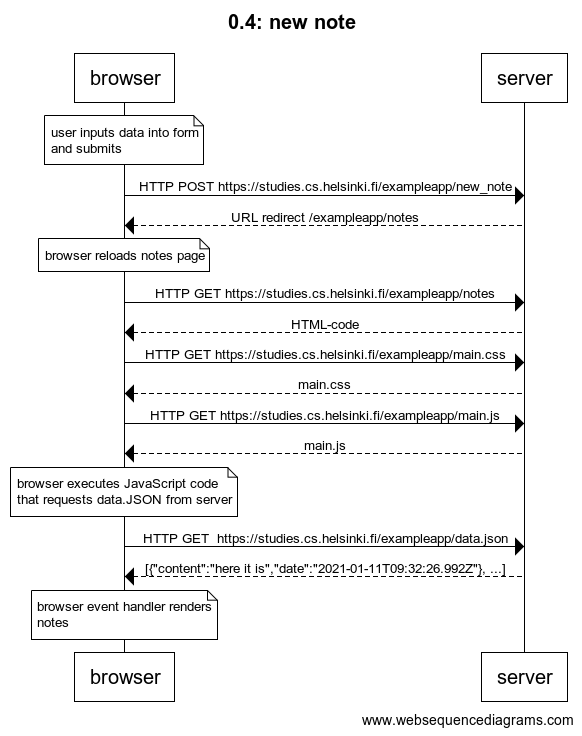 0.4: new note
browser
server
user inputs data into form
and submits
HTTP POST https://studies.cs.helsinki.fi/exampleapp/new_note
URL redirect /exampleapp/notes
browser reloads notes page
HTTP GET https://studies.cs.helsinki.fi/exampleapp/notes
HTML-code
HTTP GET https://studies.cs.helsinki.fi/exampleapp/main.css
main.css
HTTP GET https://studies.cs.helsinki.fi/exampleapp/main.js
main.js
browser executes JavaScript code
that requests data.JSON from server
HTTP GET  https://studies.cs.helsinki.fi/exampleapp/data.json
[{"content":"here it is","date":"2021-01-11T09:32:26.992Z"}, ...]
browser event handler renders
notes
browser
server
www.websequencediagrams.com